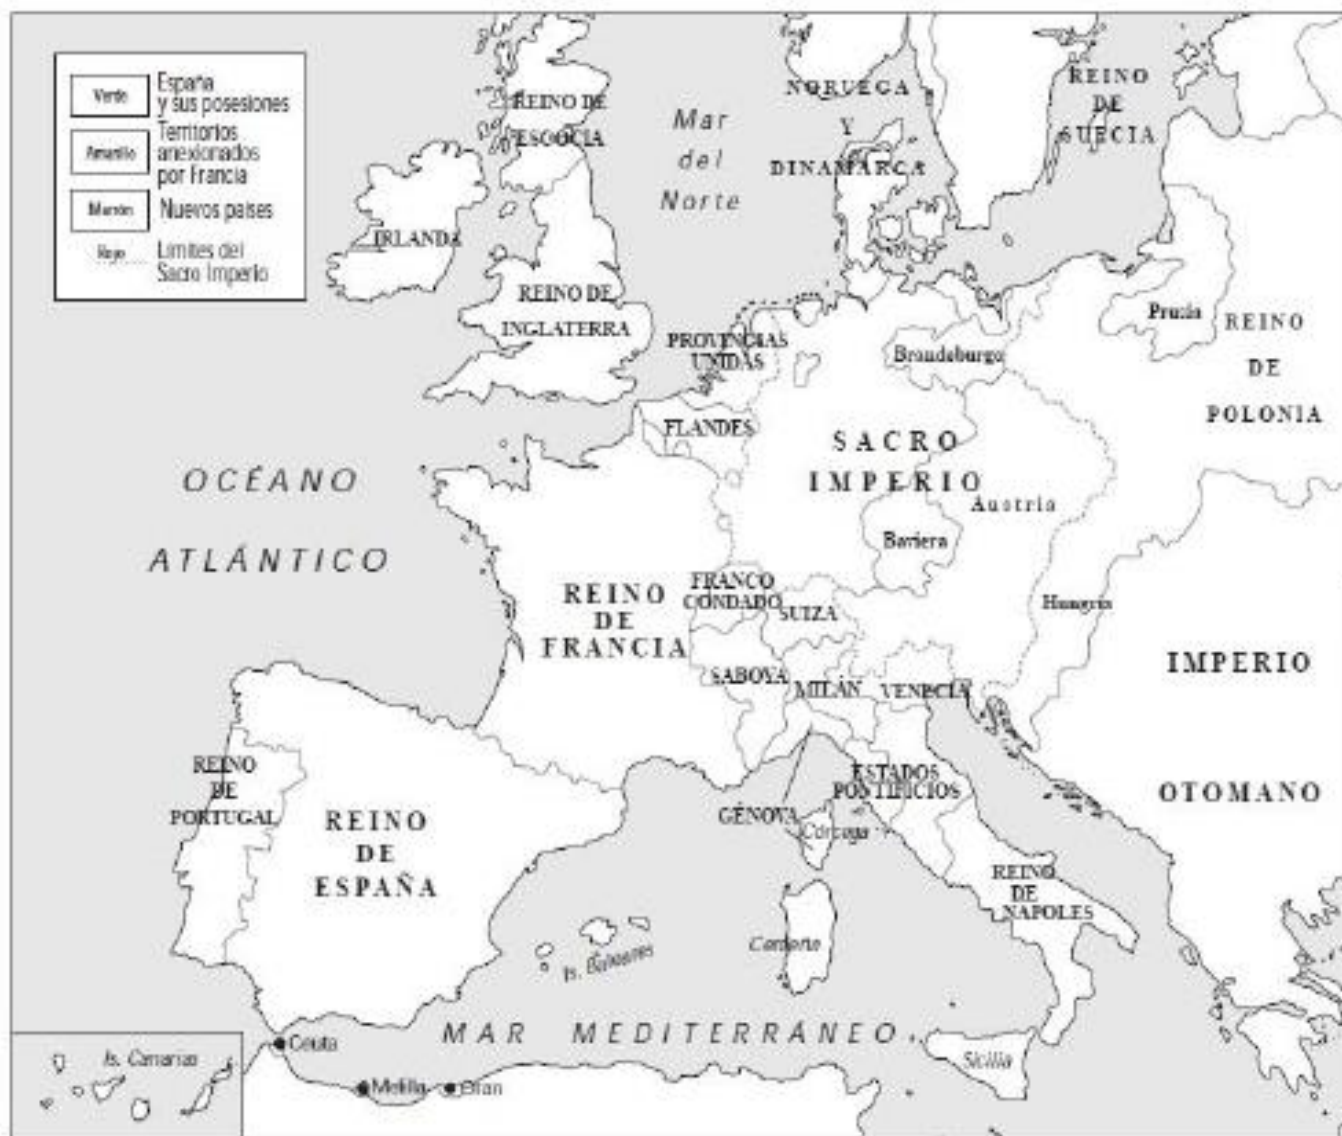 Verde
España
y sus posesiones
Amarillo
Territorios
anexionados
por Francia
Marrón
Nuevos países
Rojo
Límites del
Sacro Imperio
REINO DE
ESCOCIA
IRLANDA
REINO DE
INGLATERRA
Mar
del
Norte
NORUEGA
Y
DINAMARCA
REINO
DE
SUECIA
PROVINCIAS
UNIDAS
FLANDES
Brandeburgo
Prusia
REINO
DE
POLONIA
SACRO
IMPERIO
Austria
Baviera
Hungría
OCÉANO
ATLÁNTICO
REINO
DE
FRANCIA
FRANCO
CONDADO
SUIZA
SABOYA
MILÁN
VENECIA
IMPERIO
OTOMANO
REINO
DE
PORTUGAL
REINO
DE
ESPAÑA
GÉNOVA
Córcega
ESTADOS
PONTIFICIOS
REINO
DE
NAPOLES
Cerdeña
Is. Baleares
MAR MEDITERRÁNEO
Sicilia
Ceuta
Melilla
Orán
Is. Canarias